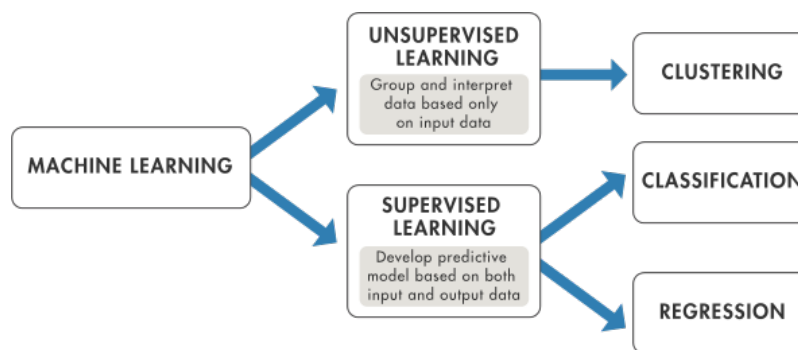 MACHINE LEARNING
UNSUPERVISED
LEARNING
Group and interpret
data based only
on input data
CLUSTERING
SUPERVISED
LEARNING
Develop predictive
model based on both
input and output data
CLASSIFICATION
REGRESSION